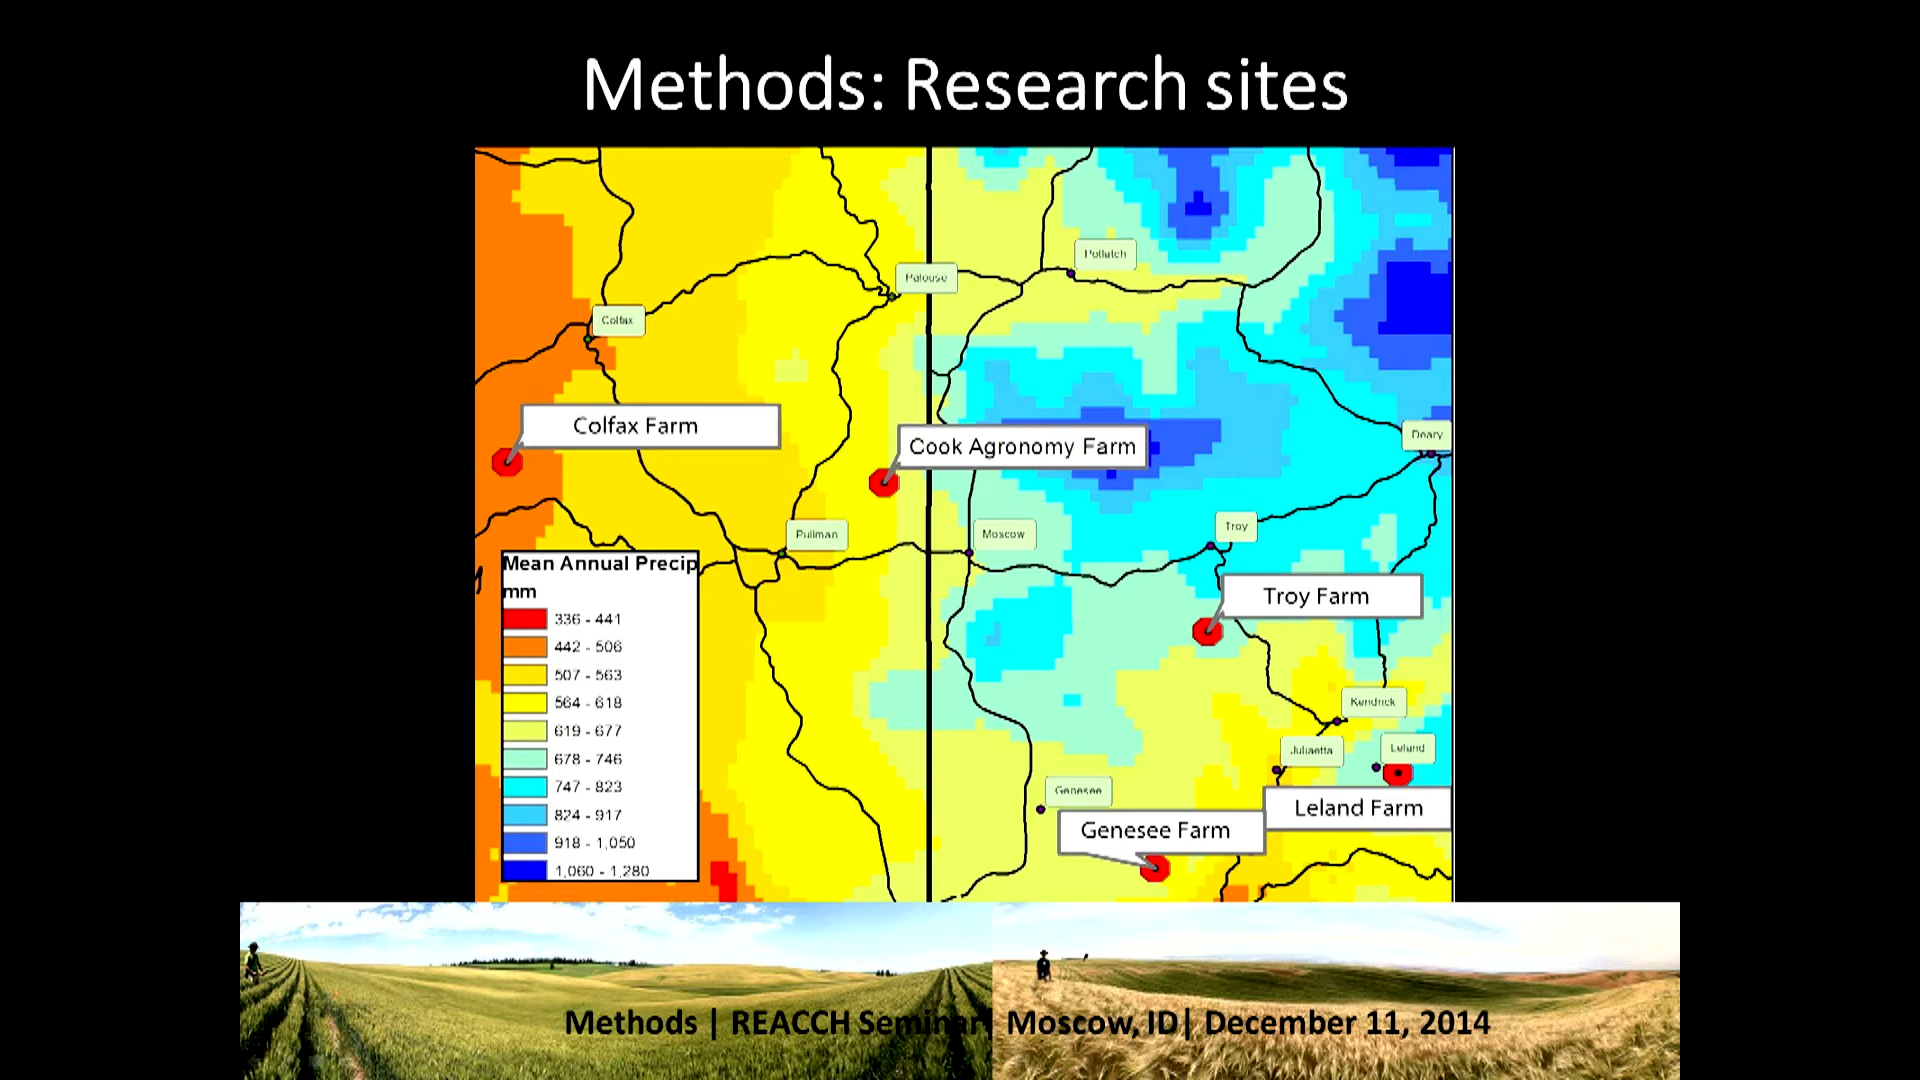 Methods: Research sites
Potlatch
Palouse
Colfax
Colfax Farm
Cook Agronomy Farm
Deary
Pullman
Moscow
Troy
Troy Farm
Mean Annual Precip
mm
336 - 441
442 - 506
507 - 563
564 - 618
619 - 677
678 - 746
747 - 823
824 - 917
918 - 1,050
1,060 - 1,280
Kendrick
Juliaetta
Leland
Leland Farm
Genesee
Genesee Farm
Methods | REACCH Seminar| Moscow, ID| December 11, 2014